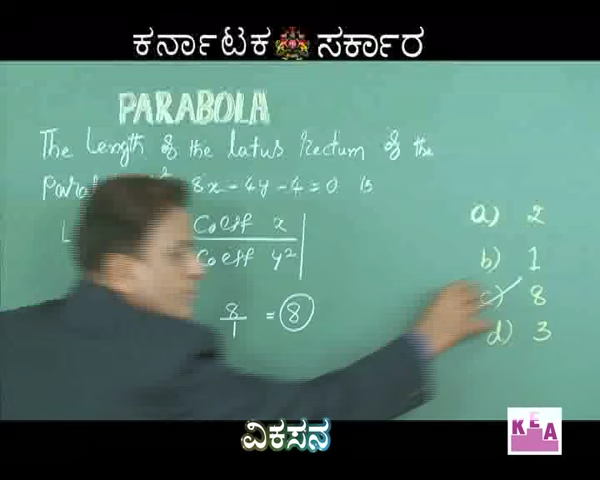 ಕರ್ನಾಟಕ ಸರ್ಕಾರ
PARABOLA
The Length of the Latus Rectum of the
8x - 4y - 4 = 0 is
L
Coeff x
Coeff y²
8
1
= 8
a) 2
b) 1
c) 8
d) 3
ವಿಕಸನ
KEA